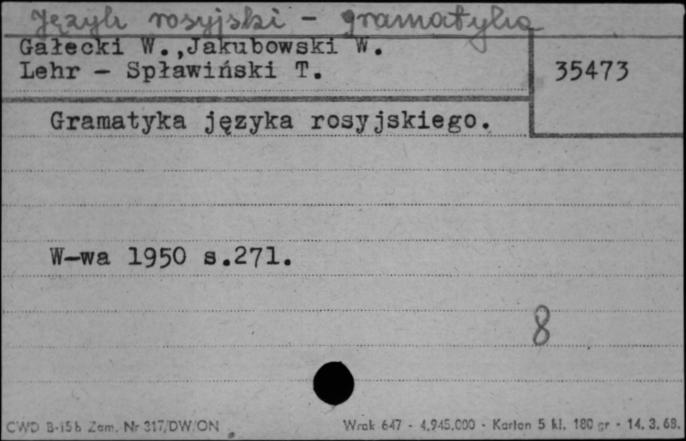 Język rosyjski - gramatyka
Gałecki W.,Jakubowski W.
Lehr - Spławiński T.
35473
Gramatyka języka rosyjskiego.
W-wa 1950 s.271.
8
CWD B-15b Zam. Nr 317/DW/ON
Wrak 647 - 4.945.000 - Karton 5 kl. 180 gr - 14.3.68.